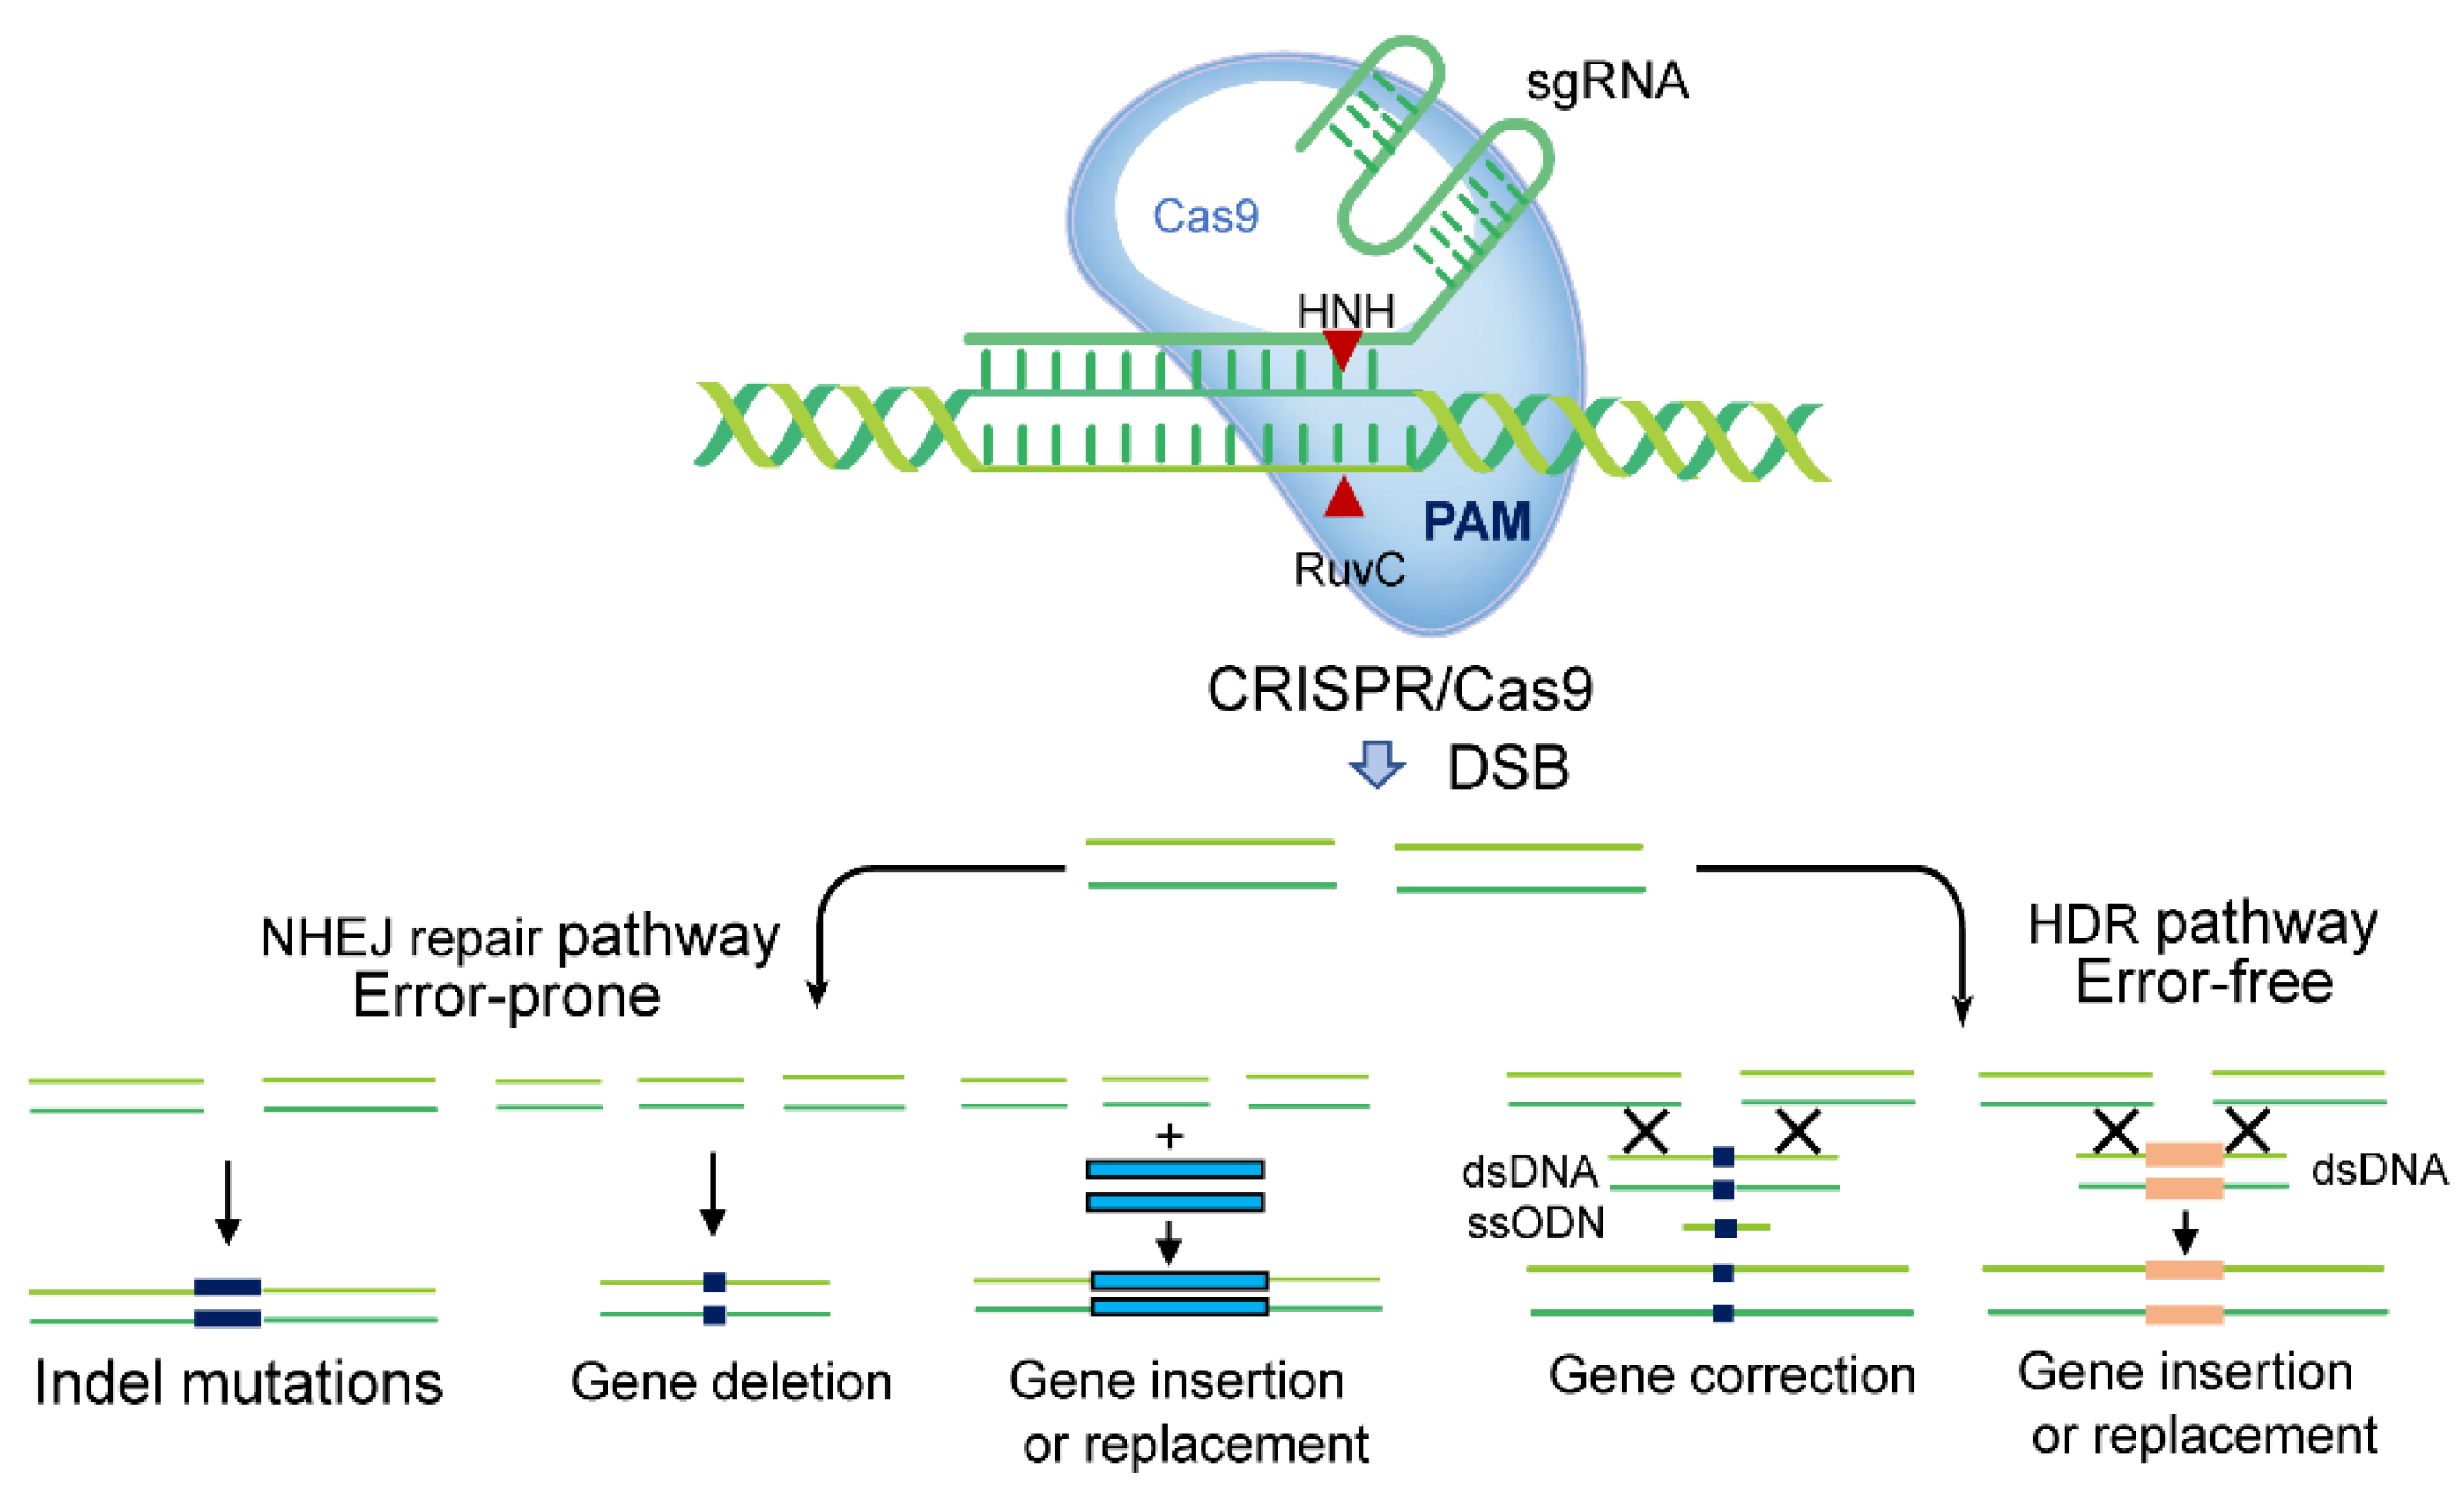 sgRNA
Cas9
HNH
PAM
RuvC
CRISPR/Cas9
DSB
NHEJ repair pathway
Error-prone
HDR pathway
Error-free
+
dsDNA
ssODN
dsDNA
Indel mutations
Gene deletion
Gene insertion
or replacement
Gene correction
Gene insertion
or replacement